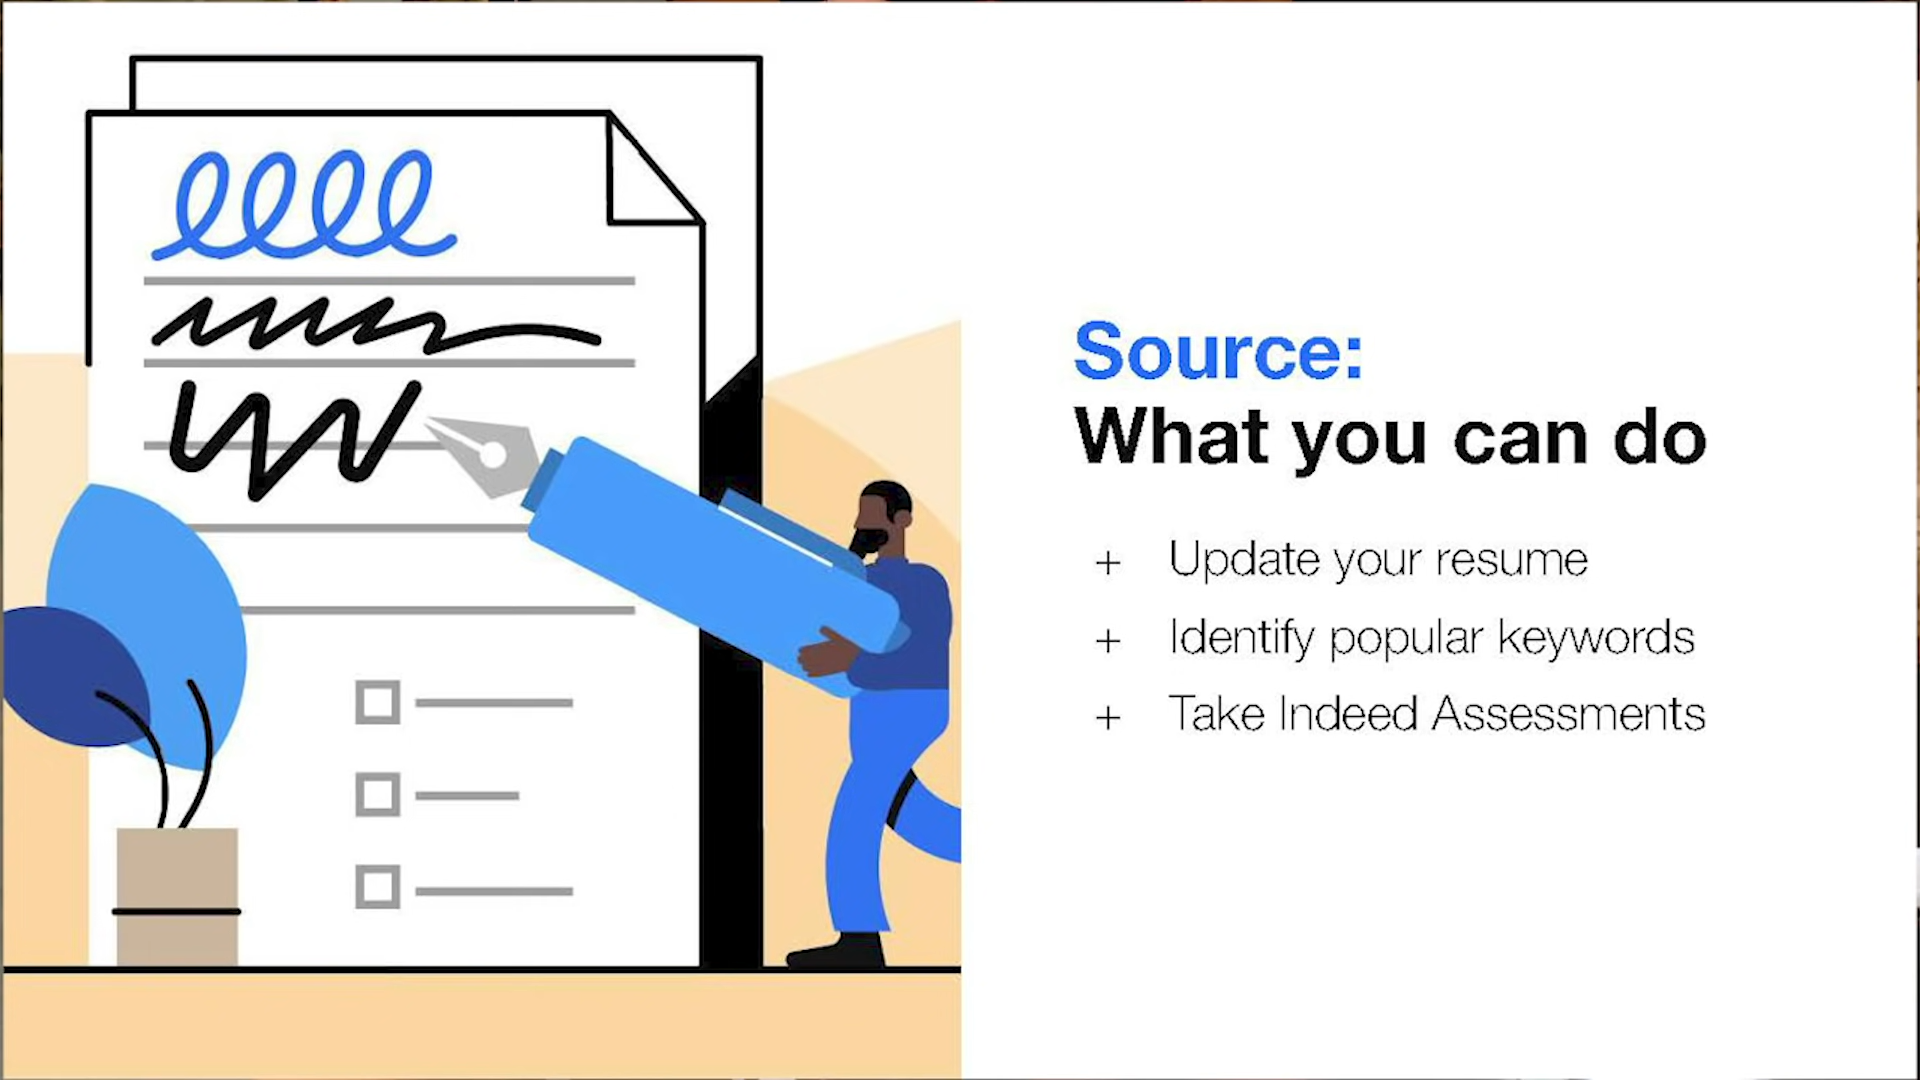 Source:
What you can do
+ Update your resume
+ Identify popular keywords
+ Take Indeed Assessments